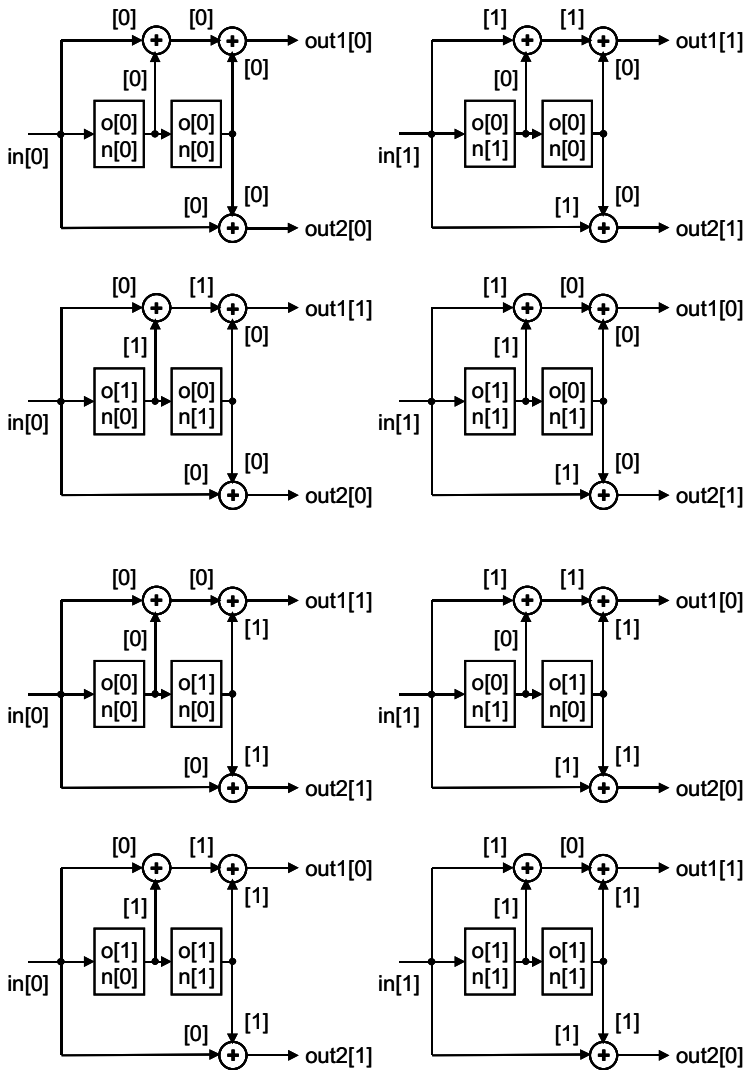 [0] [0] out1[0]
[0] [0]
in[0] o[0] n[0] o[0] n[0]
[0] [0] out2[0]
[1] [1] out1[1]
[0] [0]
in[1] o[0] n[1] o[0] n[0]
[1] [0] out2[1]
[0] [1] out1[1]
[1] [0]
in[0] o[1] n[0] o[0] n[1]
[0] [0] out2[0]
[1] [0] out1[0]
[1] [0]
in[1] o[1] n[1] o[0] n[1]
[1] [0] out2[1]
[0] [0] out1[1]
[0] [1]
in[0] o[0] n[0] o[1] n[0]
[0] [1] out2[1]
[1] [1] out1[0]
[0] [1]
in[1] o[0] n[1] o[1] n[0]
[1] [1] out2[0]
[0] [1] out1[0]
[1] [1]
in[0] o[1] n[0] o[1] n[1]
[0] [1] out2[1]
[1] [0] out1[1]
[1] [1]
in[1] o[1] n[1] o[1] n[1]
[1] [1] out2[0]